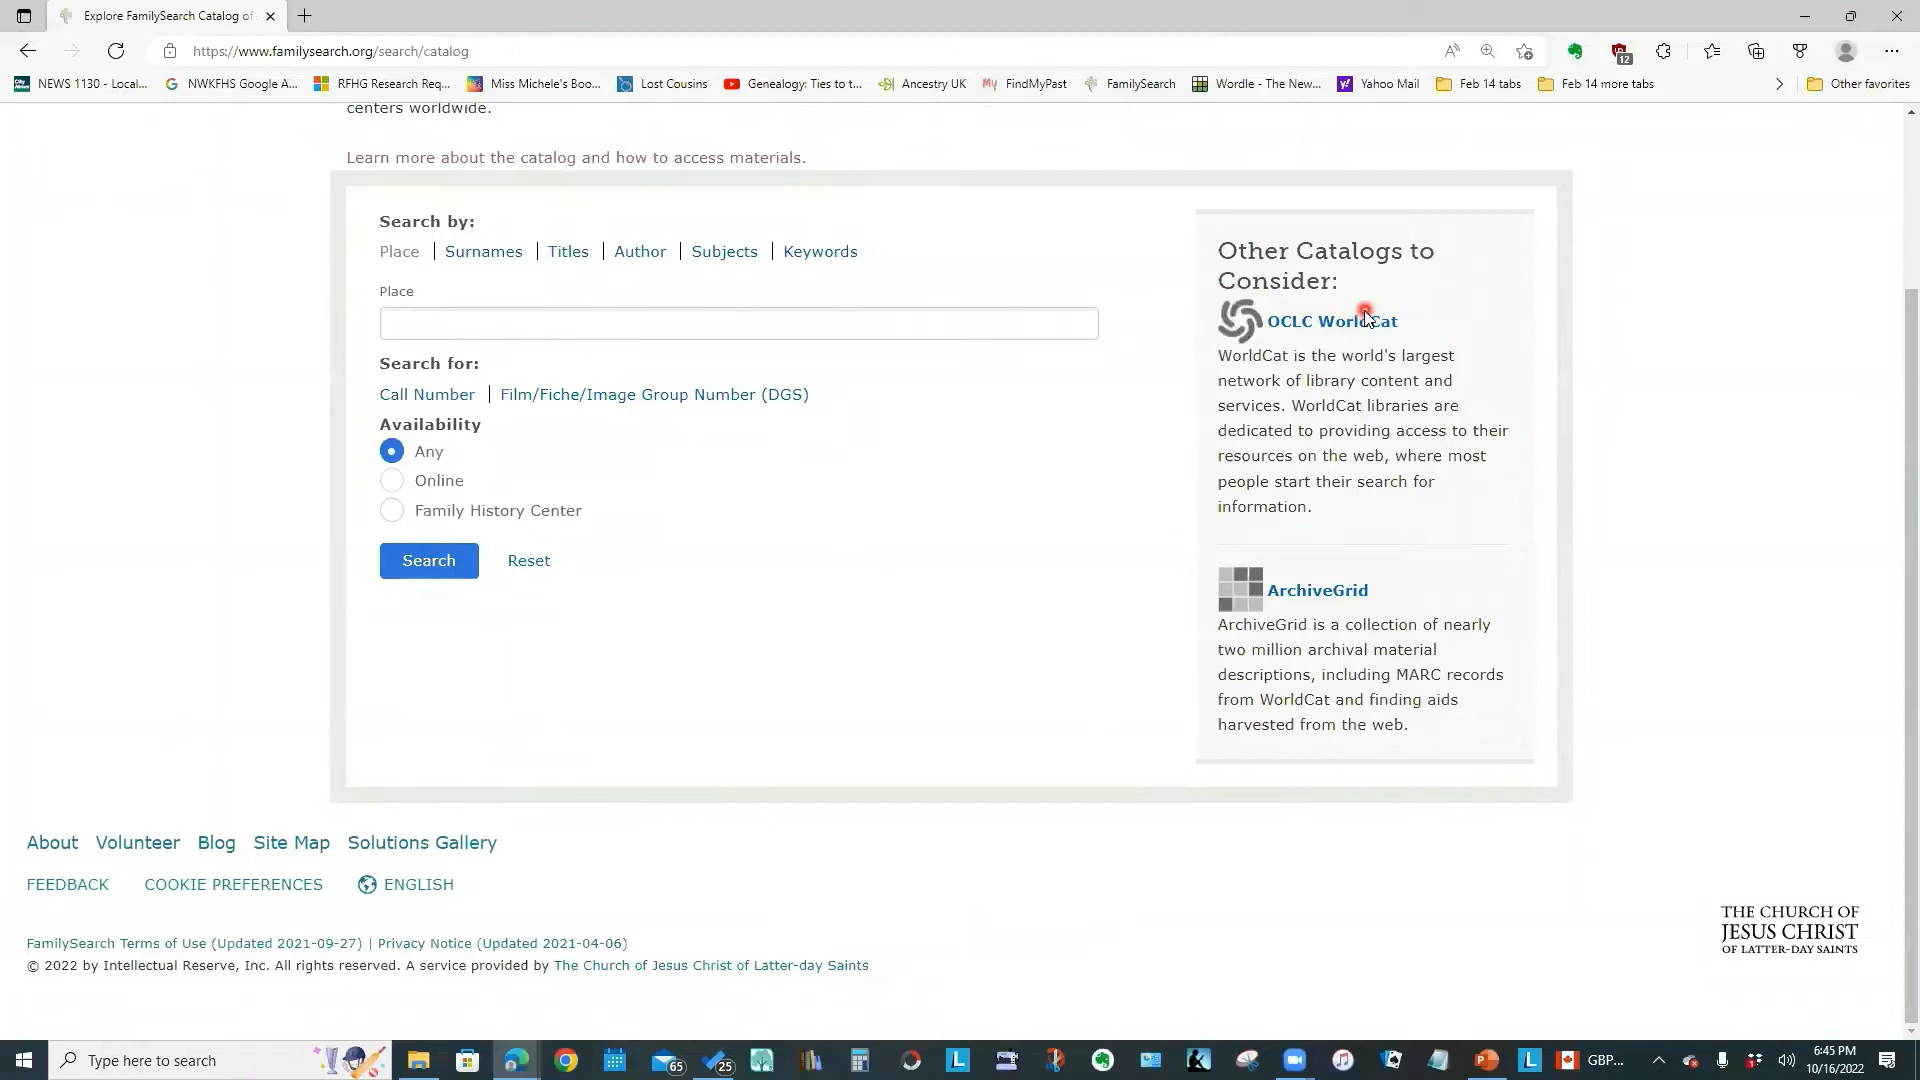 Explore FamilySearch Catalog of
https://www.familysearch.org/search/catalog
12
NEWS 1130 - Local...
NWKFHS Google A...
RFHG Research Req...
Miss Michele's Boo...
Lost Cousins
Genealogy: Ties to t...
Ancestry UK
FindMyPast
FamilySearch
Wordle - The New...
Yahoo Mail
Feb 14 tabs
Feb 14 more tabs
Other favorites
centers worldwide.
Learn more about the catalog and how to access materials.
Search by:
Place | Surnames | Titles | Author | Subjects | Keywords
Place
Search for:
Call Number | Film/Fiche/Image Group Number (DGS)
Availability
Any
Online
Family History Center
Search Reset
Other Catalogs to
Consider:
OCLC WorldCat
WorldCat is the world's largest
network of library content and
services. WorldCat libraries are
dedicated to providing access to their
resources on the web, where most
people start their search for
information.
ArchiveGrid
ArchiveGrid is a collection of nearly
two million archival material
descriptions, including MARC records
from WorldCat and finding aids
harvested from the web.
About Volunteer Blog Site Map Solutions Gallery
FEEDBACK COOKIE PREFERENCES ENGLISH
THE CHURCH OF
JESUS CHRIST
OF LATTER-DAY SAINTS
FamilySearch Terms of Use (Updated 2021-09-27) | Privacy Notice (Updated 2021-04-06)
© 2022 by Intellectual Reserve, Inc. All rights reserved. A service provided by The Church of Jesus Christ of Latter-day Saints
Type here to search
65
25
GBP...
6:45 PM
10/16/2022